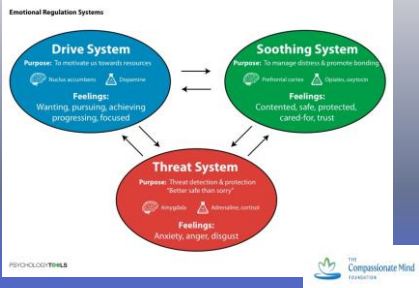 Emotional Regulation Systems
Drive System
Purpose: To motivate us towards resources
Nuclus accumbens Dopamine
Feelings:
Wanting, pursuing, achieving
progressing, focused
Soothing System
Purpose: To manage distress & promote bonding
Prefrontal cortex Opiates, oxytocin
Feelings:
Contented, safe, protected,
cared-for, trust
Threat System
Purpose: Threat detection & protection
"Better safe than sorry"
Amygdala Adrenaline, cortisol
Feelings:
Anxiety, anger, disgust
PSYCHOLOGYTOOLS
THE
Compassionate Mind
FOUNDATION